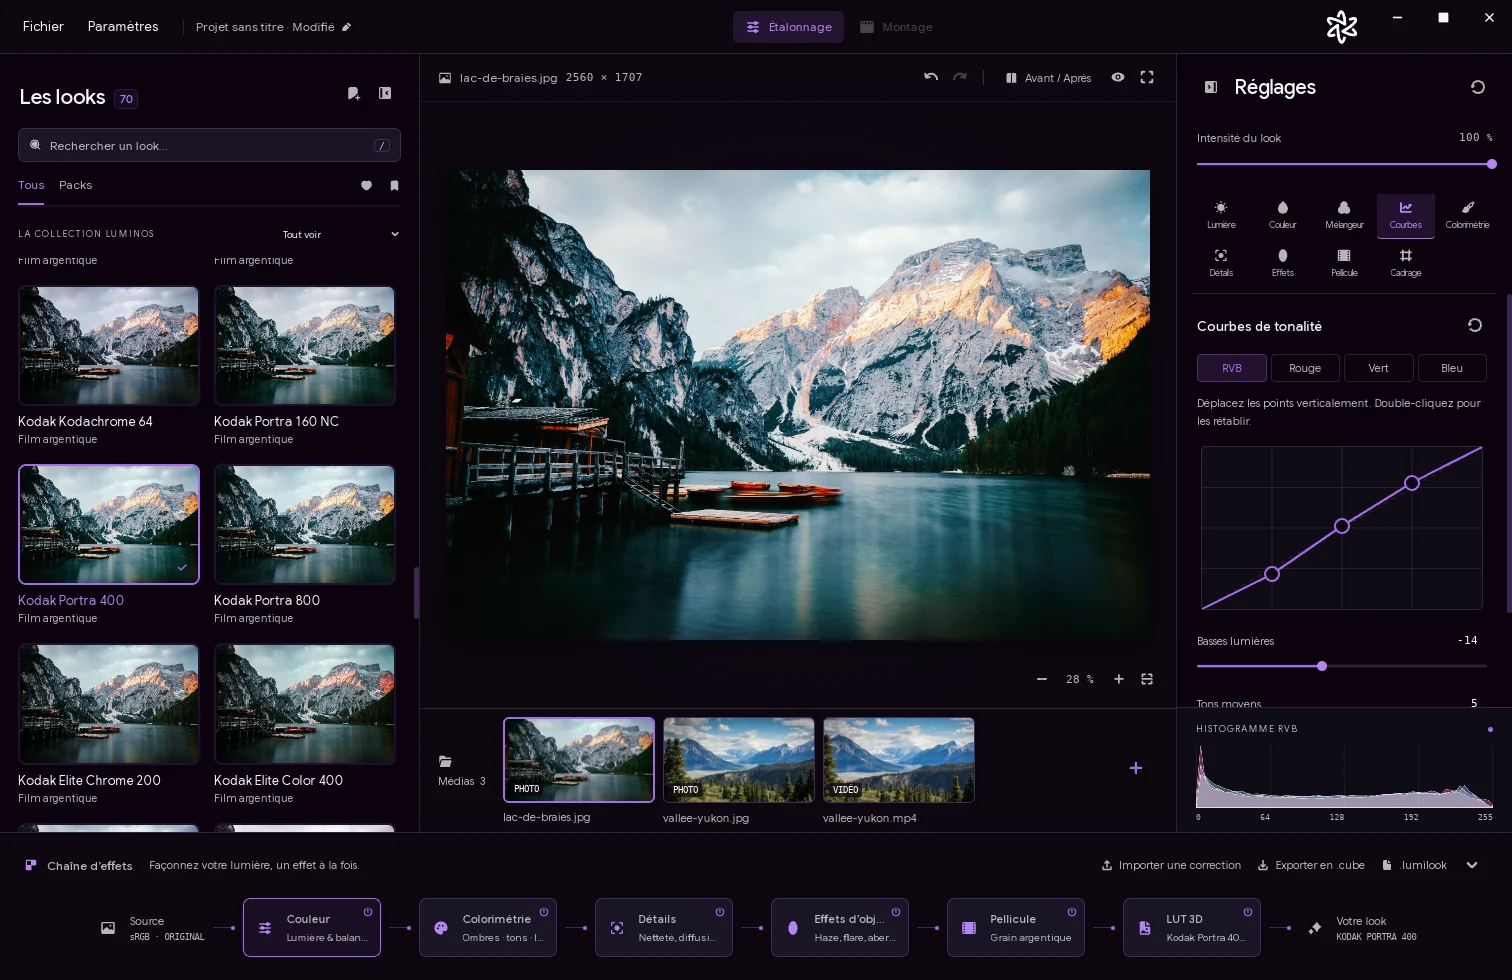 Fichier
Paramètres
Projet sans titre · Modifié
Étalonnage
Montage
Les looks
70
Rechercher un look...
/
Tous
Packs
LA COLLECTION LUMINOS
Tout voir
Film argentique
Film argentique
Kodak Kodachrome 64
Film argentique
Kodak Portra 160 NC
Film argentique
Kodak Portra 400
Film argentique
Kodak Portra 800
Film argentique
Kodak Elite Chrome 200
Film argentique
Kodak Elite Color 400
Film argentique
lac-de-braies.jpg
2560 × 1707
Avant / Après
28 %
Médias 3
PHOTO
lac-de-braies.jpg
PHOTO
vallee-yukon.jpg
VIDÉO
vallee-yukon.mp4
Réglages
Intensité du look
100 %
Lumière
Couleur
Mélangeur
Courbes
Colorimétrie
Détails
Effets
Pellicule
Cadrage
Courbes de tonalité
RVB
Rouge
Vert
Bleu
Déplacez les points verticalement. Double-cliquez pour
les rétablir.
Basses lumières
-14
Tons moyens
5
HISTOGRAMME RVB
0
64
128
192
255
Chaîne d'effets
Façonnez votre lumière, un effet à la fois.
Importer une correction
Exporter en .cube
.lumilook
Source
sRGB · ORIGINAL
Couleur
Lumière & balan...
Colorimétrie
Ombres · tons · l...
Détails
Netteté, diffusi...
Effets d'obj...
Haze, flare, aber...
Pellicule
Grain argentique
LUT 3D
Kodak Portra 40...
Votre look
KODAK PORTRA 400